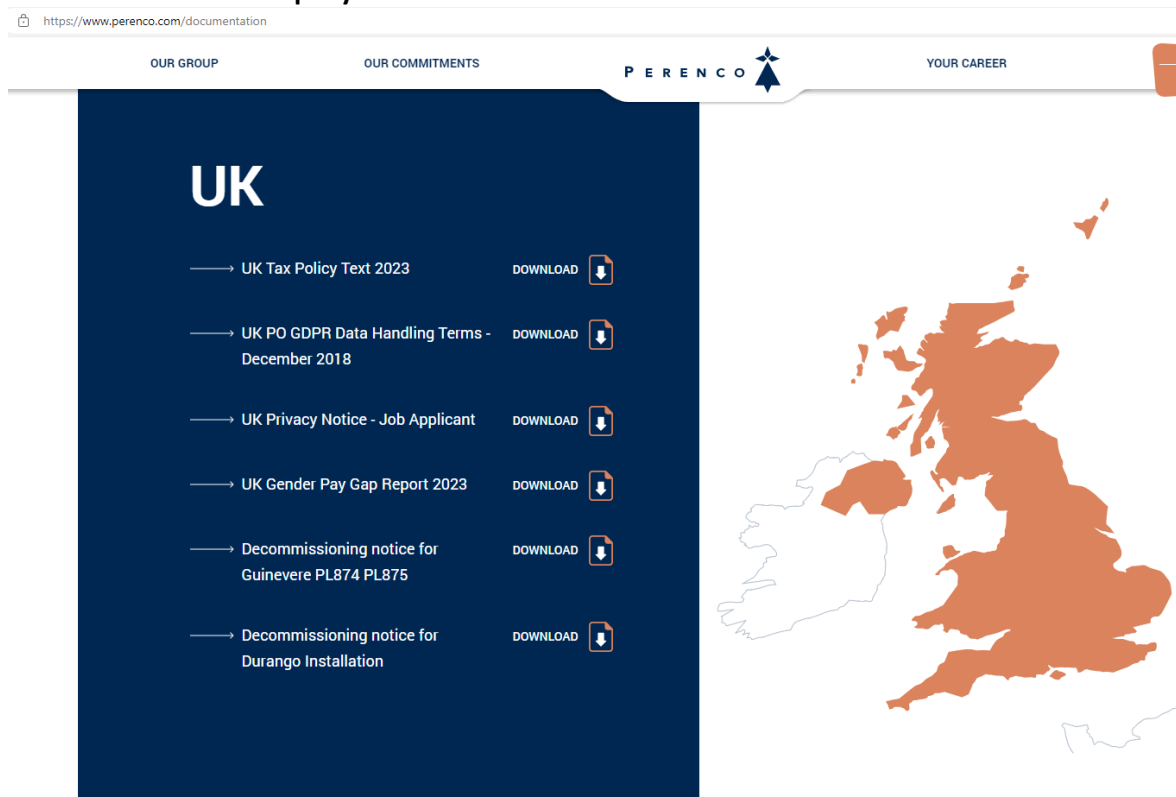 https://www.perenco.com/documentation
OUR GROUP
OUR COMMITMENTS
PERENCO
YOUR CAREER
UK
UK Tax Policy Text 2023
DOWNLOAD
UK PO GDPR Data Handling Terms -
December 2018
DOWNLOAD
UK Privacy Notice - Job Applicant
DOWNLOAD
UK Gender Pay Gap Report 2023
DOWNLOAD
Decommissioning notice for
Guinevere PL874 PL875
DOWNLOAD
Decommissioning notice for
Durango Installation
DOWNLOAD